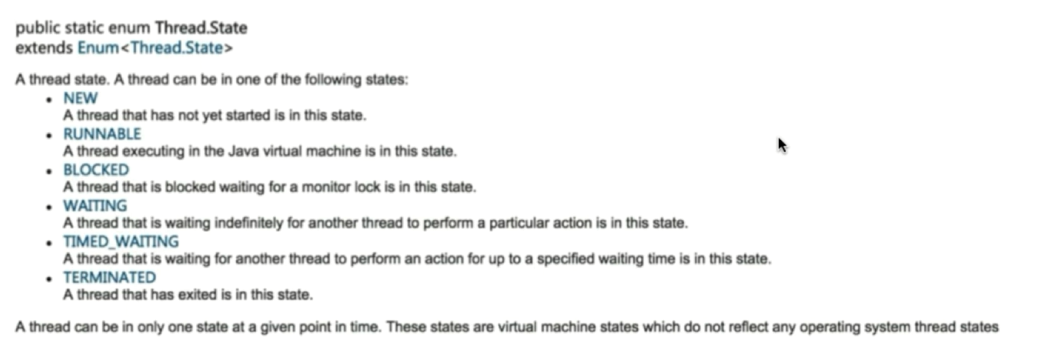 public static enum Thread.State
extends Enum<Thread.State>
A thread state. A thread can be in one of the following states:
• NEW
A thread that has not yet started is in this state.
• RUNNABLE
A thread executing in the Java virtual machine is in this state.
• BLOCKED
A thread that is blocked waiting for a monitor lock is in this state.
• WAITING
A thread that is waiting indefinitely for another thread to perform a particular action is in this state.
• TIMED_WAITING
A thread that is waiting for another thread to perform an action for up to a specified waiting time is in this state.
• TERMINATED
A thread that has exited is in this state.
A thread can be in only one state at a given point in time. These states are virtual machine states which do not reflect any operating system thread states